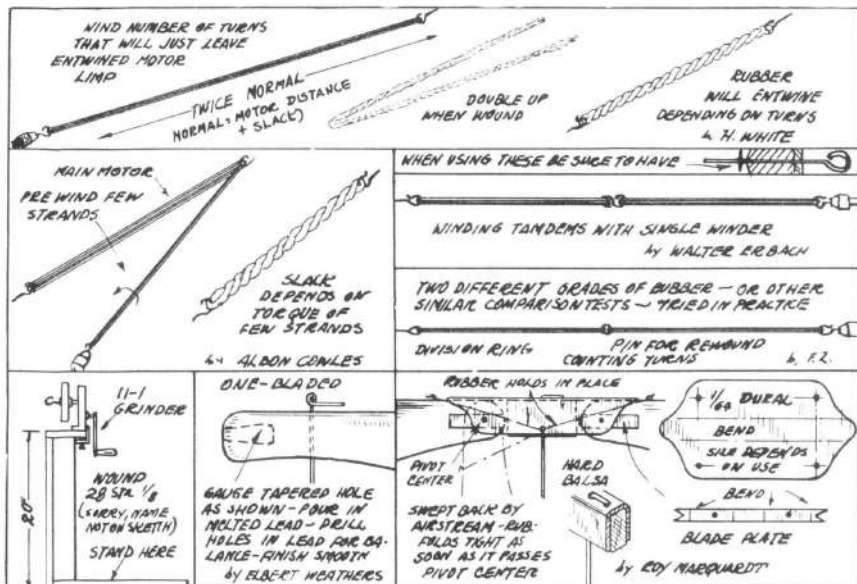 WIND NUMBER OF TURNS
THAT WILL JUST LEAVE
ENTWINED MOTOR
LIMP
TWICE NORMAL
NORMAL = MOTOR DISTANCE
+ SLACK)
DOUBLE UP
WHEN WOUND
RUBBER
WILL ENTWINE
DEPENDING ON TURNS
by H. WHITE
MAIN MOTOR
PRE WIND FEW
STRANDS
SLACK
DEPENDS ON
TORQUE OF
FEW STRANDS
by ALBON COWLES
WHEN USING THESE BE SURE TO HAVE
WINDING TANDEMS WITH SINGLE WINDER
by WALTER ERBACH
TWO DIFFERENT GRADES OF RUBBER — OR OTHER
SIMILAR COMPARISON TESTS — TRIED IN PRACTICE
DIVISION RING
PIN FOR REWOUND
COUNTING TURNS
by F.Z.
11-1
GRINDER
WOUND
28 STR 1/8
(SORRY, NAME
NOT ON SKETCH)
STAND HERE
20"
ONE-BLADED
GAUGE TAPERED HOLE
AS SHOWN - POUR IN
MELTED LEAD - DRILL
HOLES IN LEAD FOR BA-
LANCE - FINISH SMOOTH
by ELBERT WEATHERS
RUBBER HOLDS IN PLACE
PIVOT
CENTER
SWEPT BACK BY
AIRSTREAM - RUB-
FOLDS TIGHT AS
SOON AS IT PASSES
PIVOT CENTER
HARD
BALSA
1/64 DURAL
BEND
SIZE DEPENDS
ON USE
BEND
BLADE PLATE
by ROY MARQUARDT